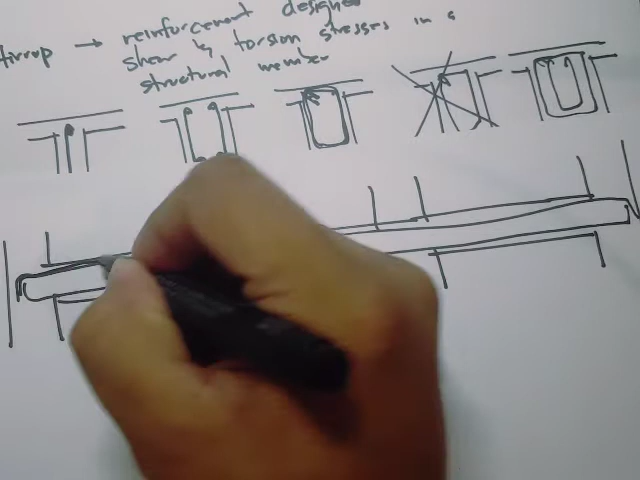 stirrup → reinforcement designed
shear & torsion stresses in a
structural member